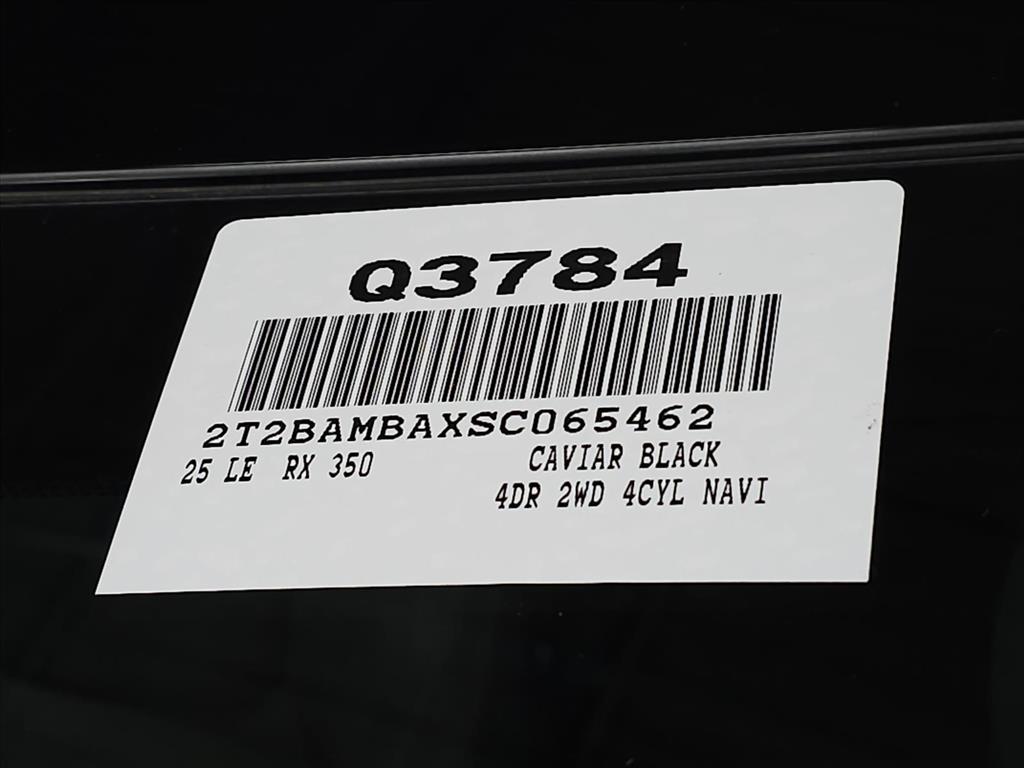 Q3784
2T2BAMBAXSC065462
25 LE RX 350 CAVIAR BLACK
4DR 2WD 4CYL NAVI